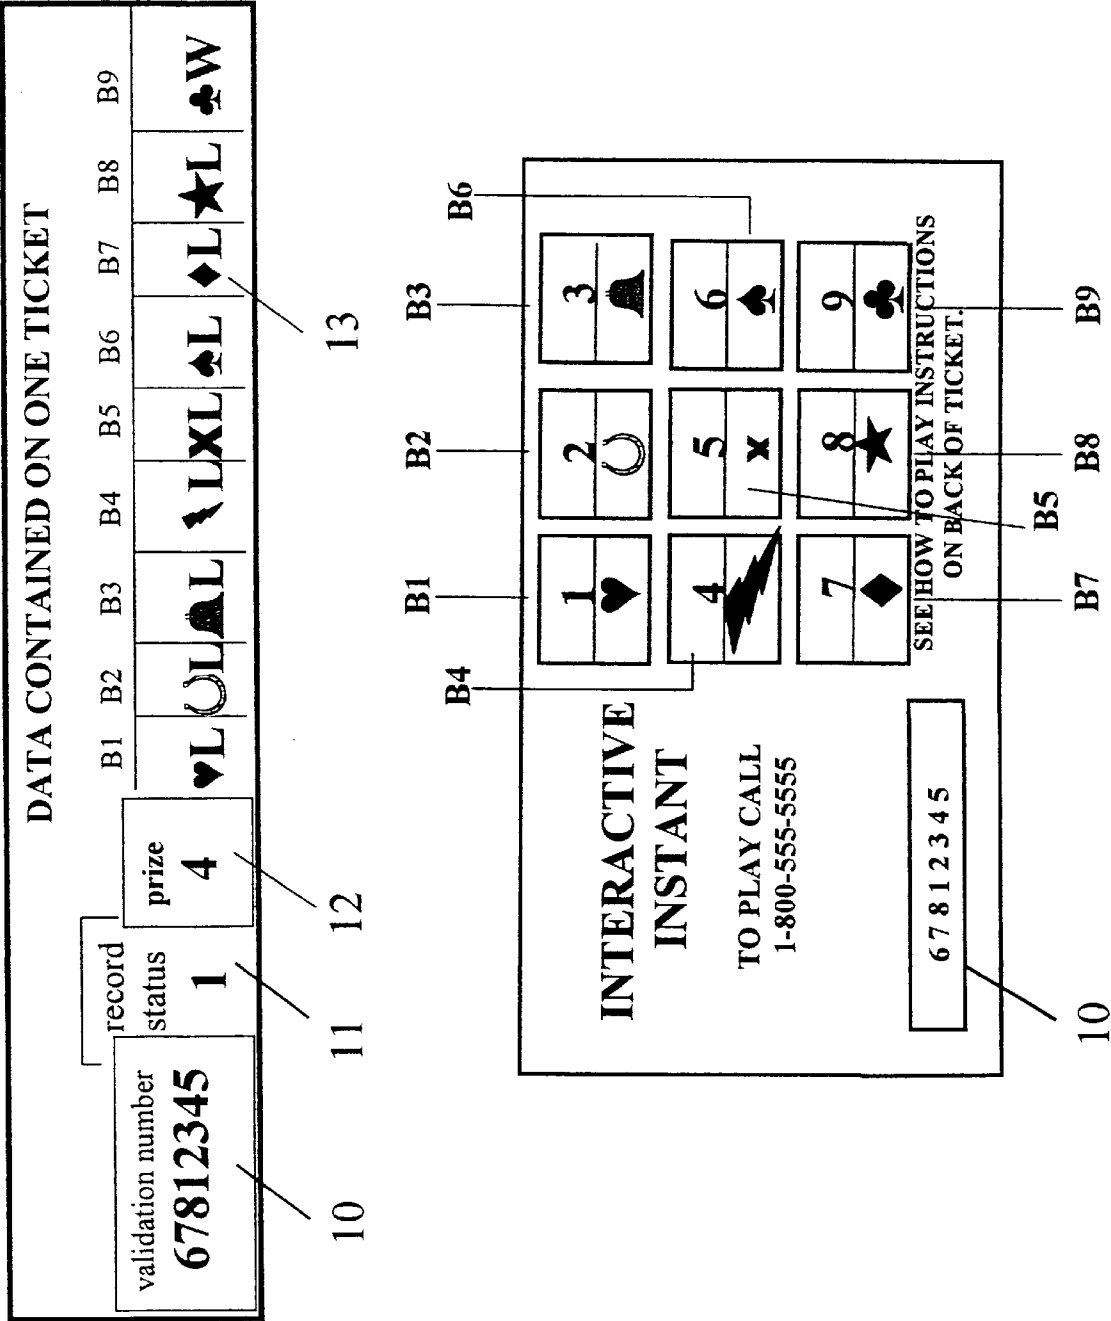 DATA CONTAINED ON ONE TICKET
B1 B2 B3 B4 B5 B6 B7 B8 B9
validation number
67812345
record
status
1
prize
4
L L L L X L L L L W
10 11 12 13
B1 B2 B3
B4 B6
INTERACTIVE
INSTANT
TO PLAY CALL
1-800-555-5555
1 2 3
4 5 6
x
7 8 9
SEE HOW TO PLAY INSTRUCTIONS
ON BACK OF TICKET.
6 7 8 1 2 3 4 5
B5
B7 B8 B9
10